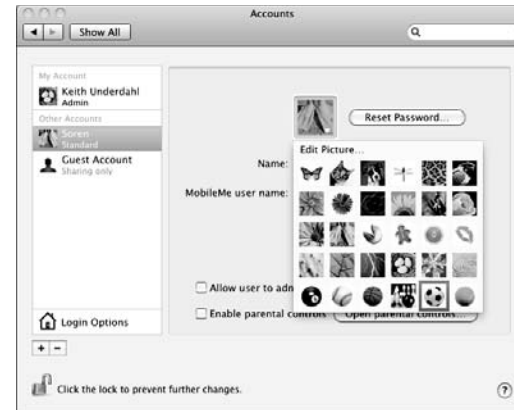 Accounts
Show All
My Account
Keith Underdahl
Admin
Other Accounts
Soren
Standard
Guest Account
Sharing only
Reset Password...
Edit Picture...
Name:
MobileMe user name:
Allow user to adm
Enable parental controls
Open parental controls...
Login Options
+ -
Click the lock to prevent further changes.
?